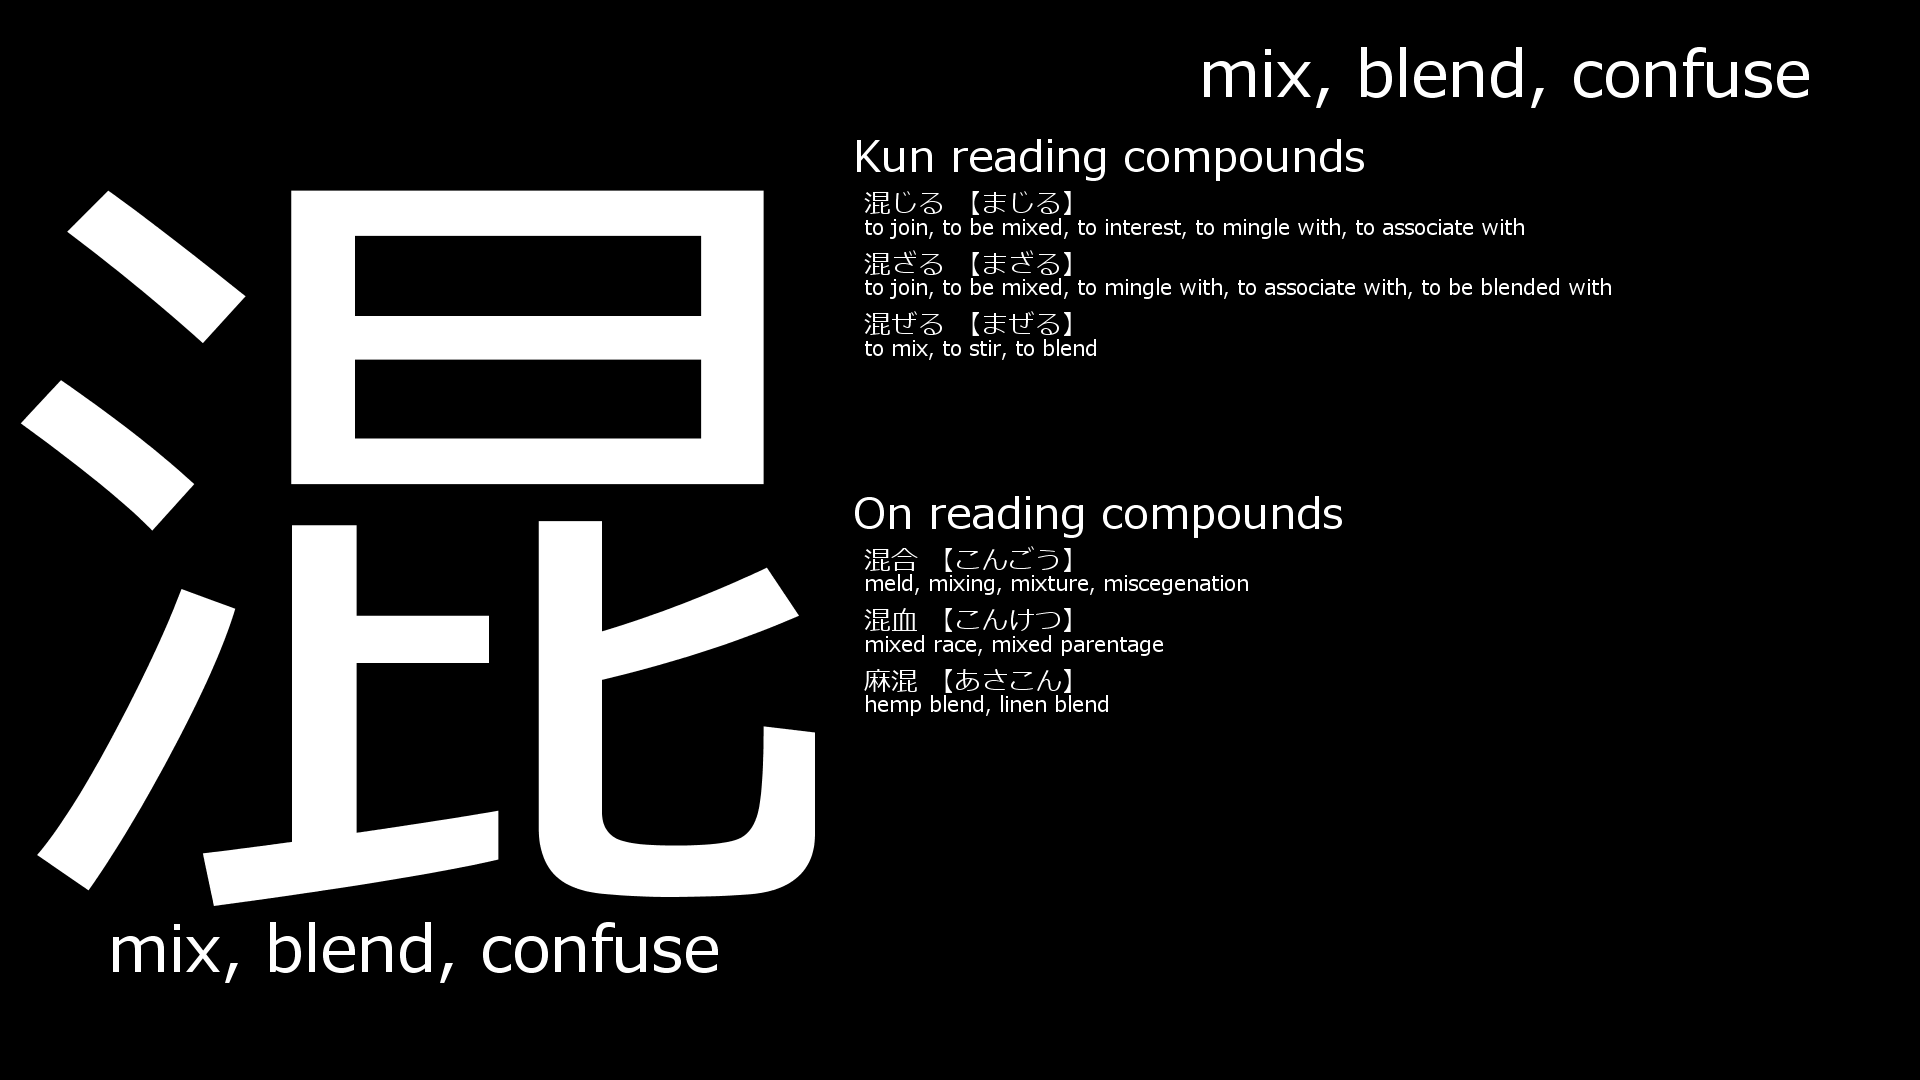 mix, blend, confuse
混
mix, blend, confuse
Kun reading compounds
混じる 【まじる】
to join, to be mixed, to interest, to mingle with, to associate with
混ざる 【まざる】
to join, to be mixed, to mingle with, to associate with, to be blended with
混ぜる 【まぜる】
to mix, to stir, to blend
On reading compounds
混合 【こんごう】
meld, mixing, mixture, miscegenation
混血 【こんけつ】
mixed race, mixed parentage
麻混 【あさこん】
hemp blend, linen blend